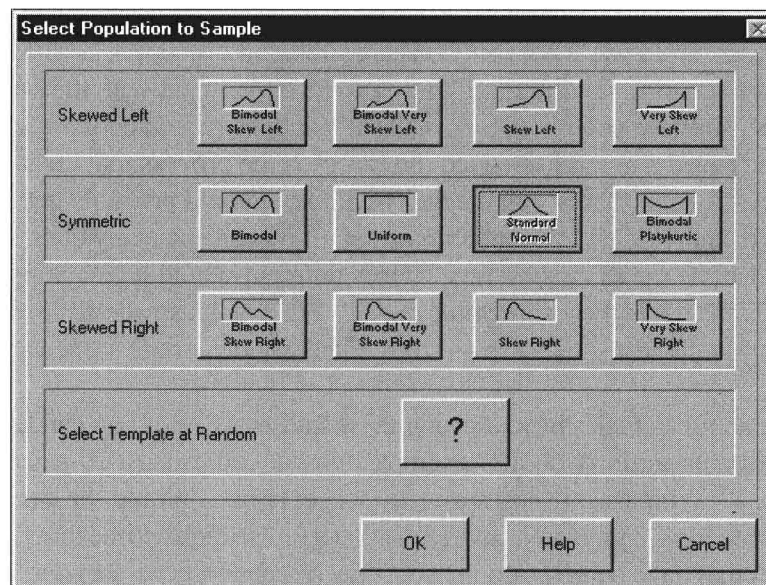 Select Population to Sample
Skewed Left
Bimodal
Skew Left
Bimodal Very
Skew Left
Skew Left
Very Skew
Left
Symmetric
Bimodal
Uniform
Standard
Normal
Bimodal
Platykurtic
Skewed Right
Bimodal
Skew Right
Bimodal Very
Skew Right
Skew Right
Very Skew
Right
Select Template at Random
?
OK
Help
Cancel